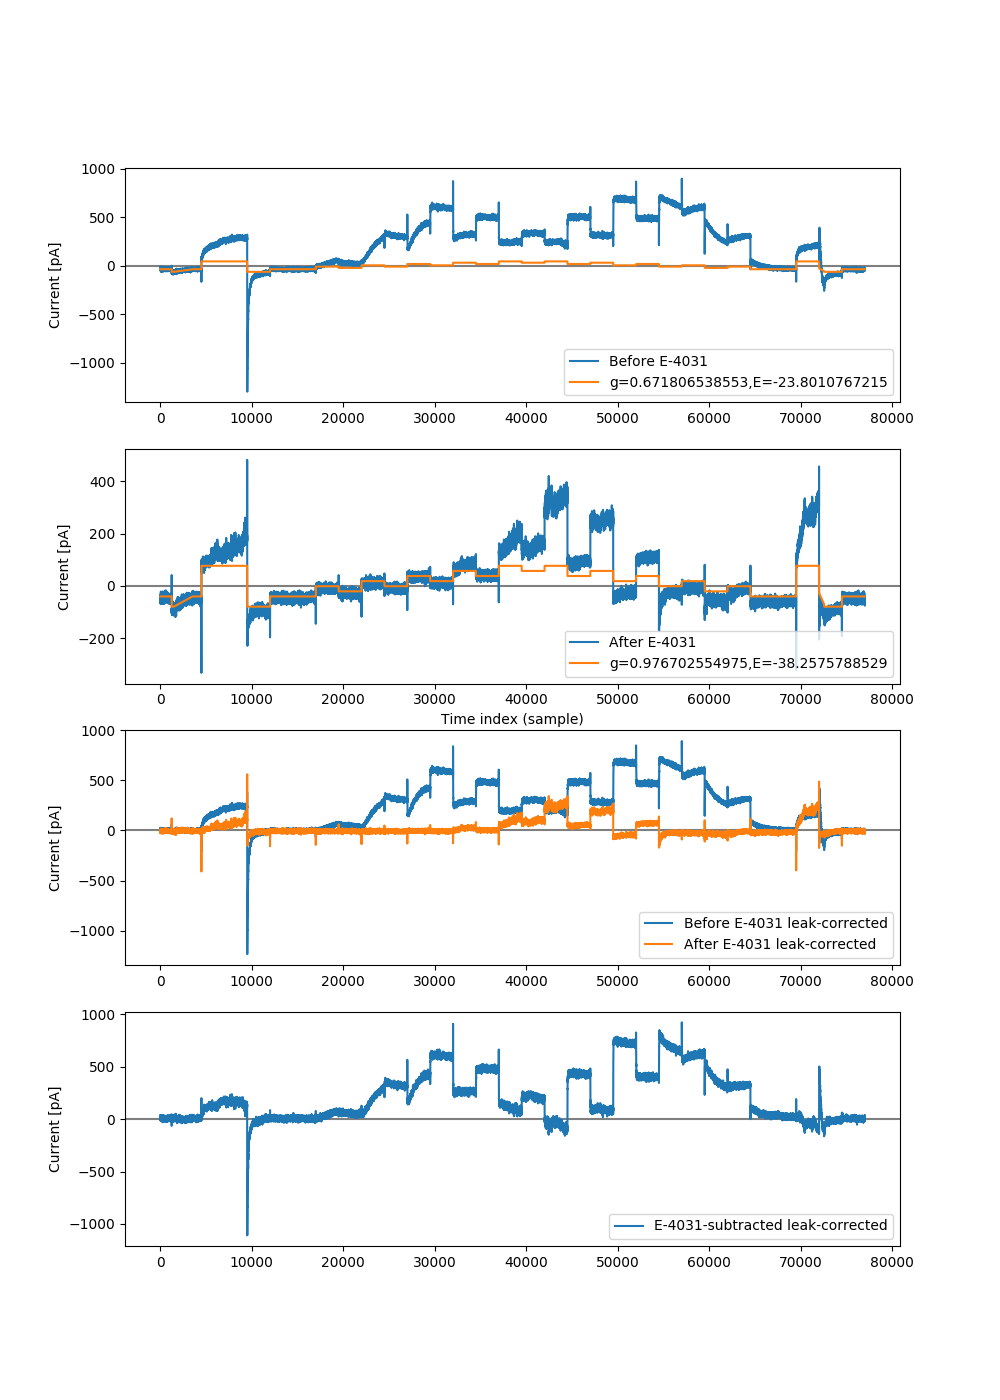 1000
500
0
−500
−1000
Current [pA]
Before E-4031
g=0.671806538553,E=-23.8010767215
0 10000 20000 30000 40000 50000 60000 70000 80000
400
200
0
−200
Current [pA]
After E-4031
g=0.976702554975,E=-38.2575788529
0 10000 20000 30000 40000 50000 60000 70000 80000
Time index (sample)
1000
500
0
−500
−1000
Current [pA]
Before E-4031 leak-corrected
After E-4031 leak-corrected
0 10000 20000 30000 40000 50000 60000 70000 80000
1000
500
0
−500
−1000
Current [pA]
E-4031-subtracted leak-corrected
0 10000 20000 30000 40000 50000 60000 70000 80000